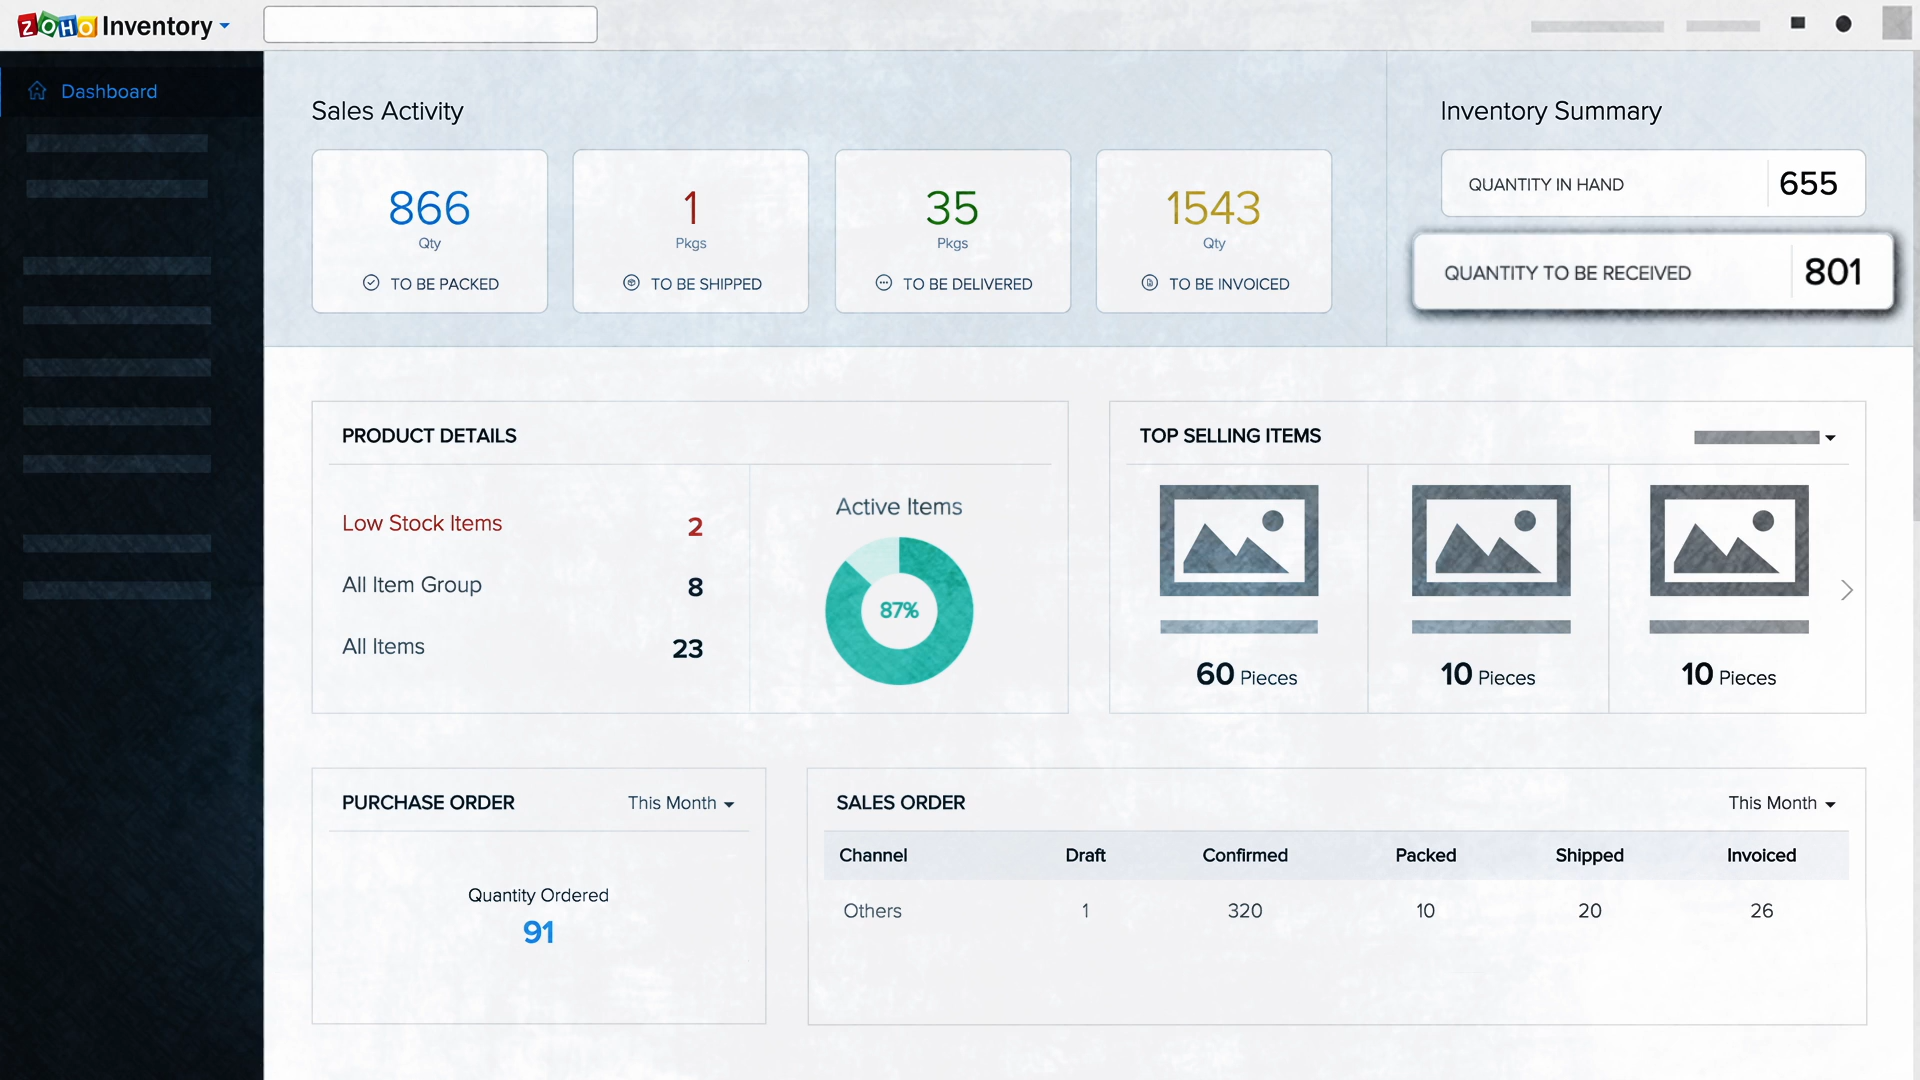 ZOHO Inventory
Dashboard
Sales Activity
866
Qty
TO BE PACKED
1
Pkgs
TO BE SHIPPED
35
Pkgs
TO BE DELIVERED
1543
Qty
TO BE INVOICED
Inventory Summary
QUANTITY IN HAND 655
QUANTITY TO BE RECEIVED 801
PRODUCT DETAILS
Low Stock Items 2
All Item Group 8
All Items 23
Active Items
87%
TOP SELLING ITEMS
60 Pieces
10 Pieces
10 Pieces
PURCHASE ORDER This Month
Quantity Ordered
91
SALES ORDER This Month
Channel Draft Confirmed Packed Shipped Invoiced
Others 1 320 10 20 26